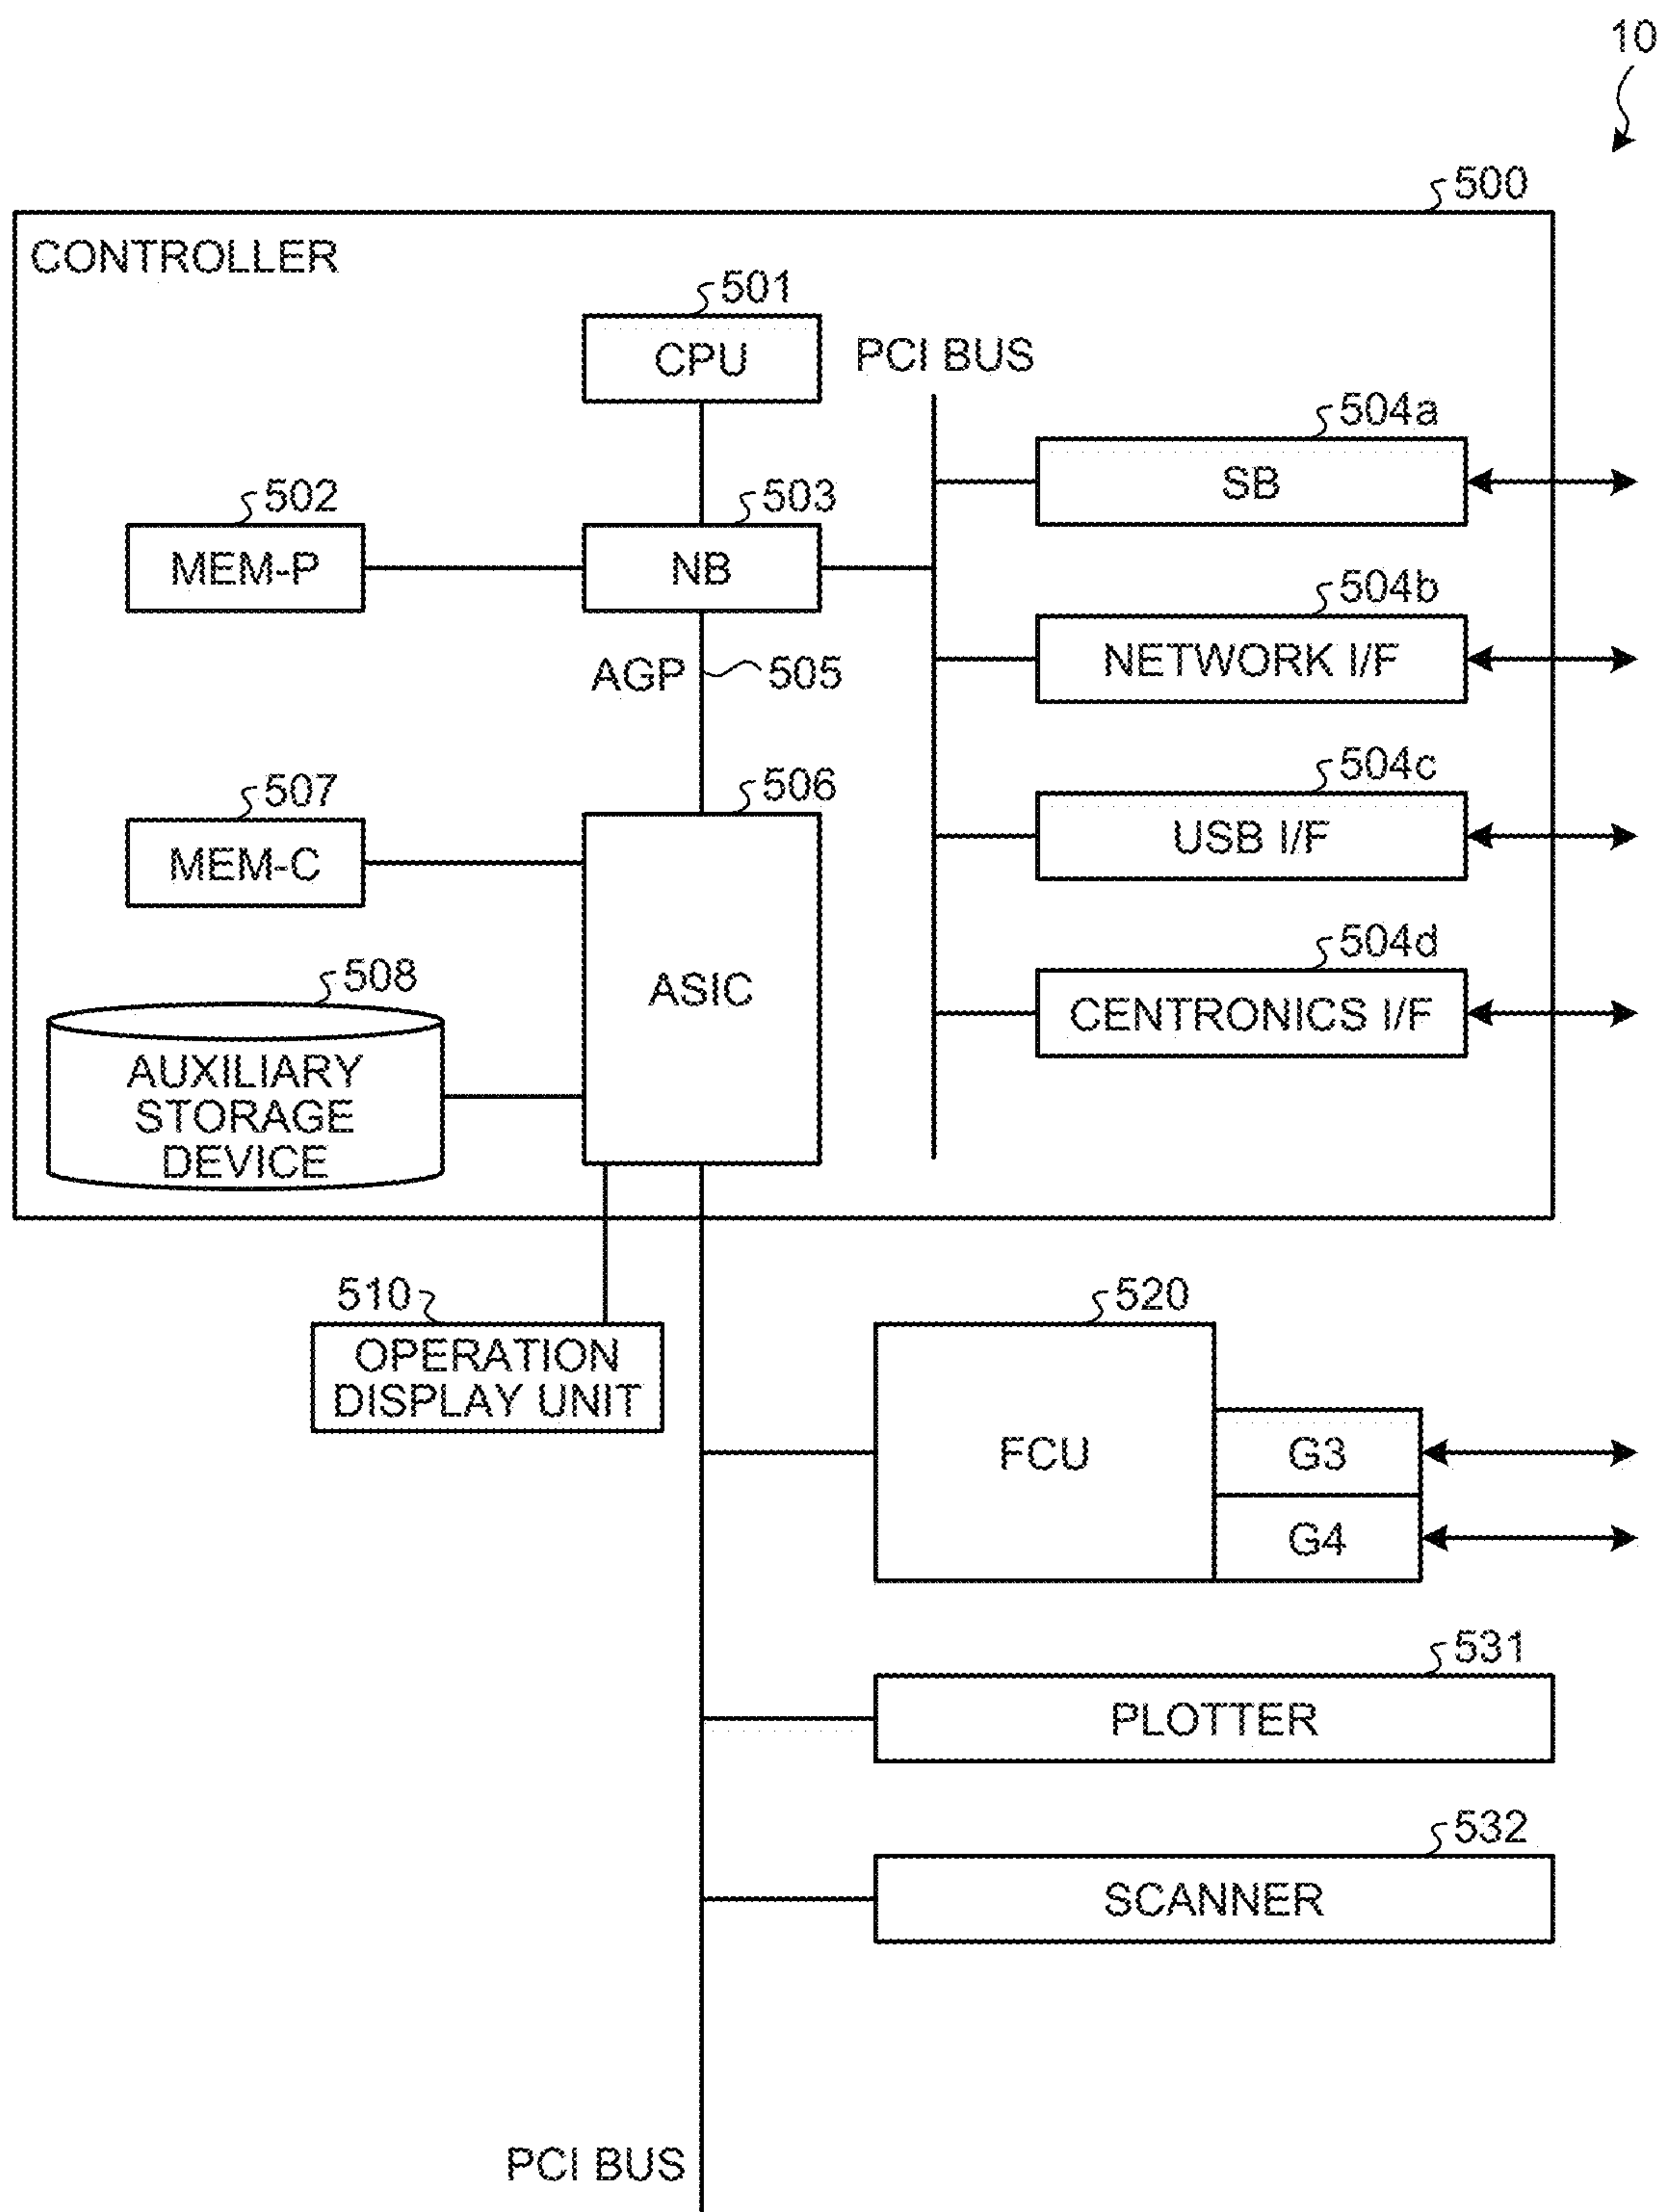 10
500
CONTROLLER
501
CPU
PCI BUS
504a
SB
502
MEM-P
503
NB
504b
NETWORK I/F
AGP
505
504c
USB I/F
507
MEM-C
506
ASIC
504d
CENTRONICS I/F
508
AUXILIARY
STORAGE
DEVICE
510
OPERATION
DISPLAY UNIT
520
FCU
G3
G4
531
PLOTTER
532
SCANNER
PCI BUS